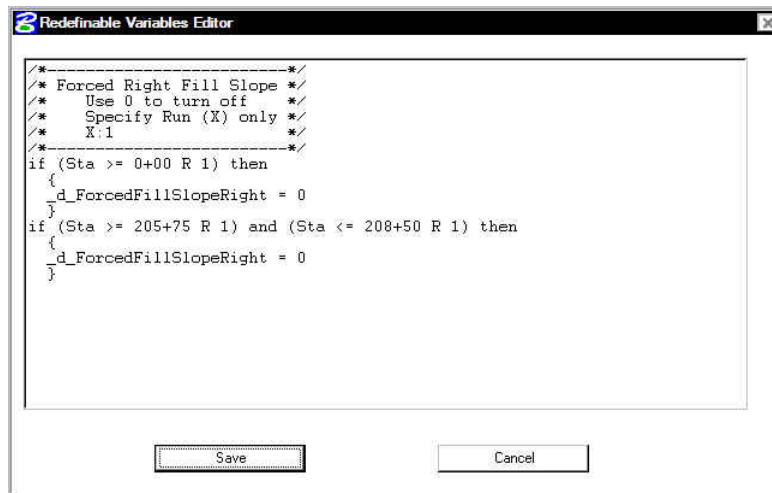 Redefinable Variables Editor
/*-------------------------*/
/* Forced Right Fill Slope */
/*    Use 0 to turn off    */
/*    Specify Run (X) only */
/*    X:1                  */
/*-------------------------*/
if (Sta >= 0+00 R 1) then
  {
  _d_ForcedFillSlopeRight = 0
  }
if (Sta >= 205+75 R 1) and (Sta <= 208+50 R 1) then
  {
  _d_ForcedFillSlopeRight = 0
  }
Save Cancel